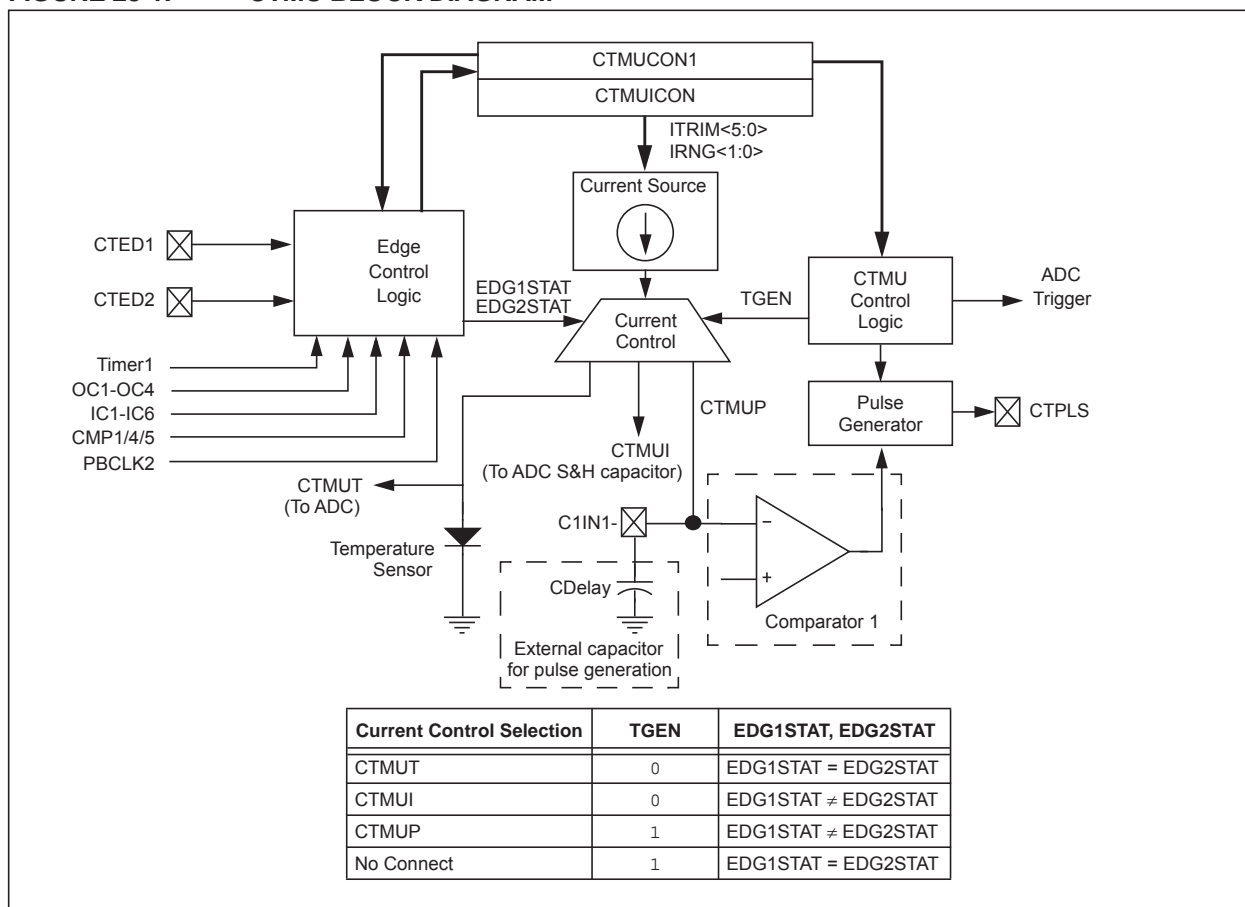 CTMUCON1
CTMUICON
ITRIM<5:0>
IRNG<1:0>
Current Source
CTED1
CTED2
Edge
Control
Logic
EDG1STAT
EDG2STAT
Current
Control
TGEN
CTMU
Control
Logic
ADC
Trigger
Timer1
OC1-OC4
IC1-IC6
CMP1/4/5
PBCLK2
CTMUP
Pulse
Generator
CTPLS
CTMUI
(To ADC S&H capacitor)
CTMUT
(To ADC)
C1IN1-
Temperature
Sensor
CDelay
−
+
Comparator 1
External capacitor
for pulse generation
Current Control Selection TGEN EDG1STAT, EDG2STAT
CTMUT 0 EDG1STAT = EDG2STAT
CTMUI 0 EDG1STAT ≠ EDG2STAT
CTMUP 1 EDG1STAT ≠ EDG2STAT
No Connect 1 EDG1STAT = EDG2STAT